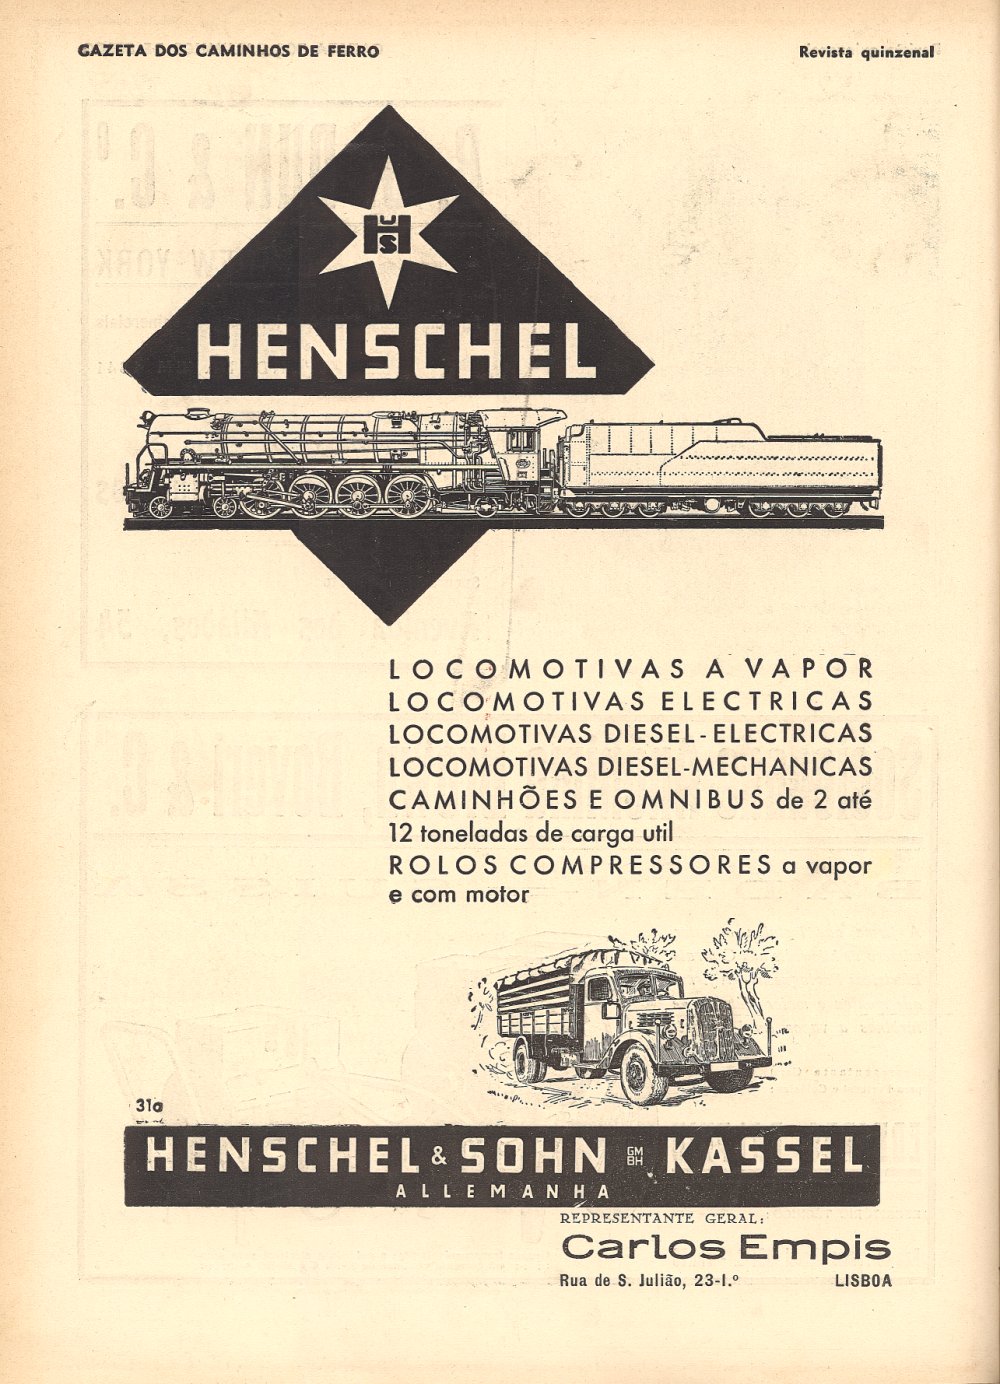 GAZETA DOS CAMINHOS DE FERRO
Revista quinzenal
HUS
HENSCHEL
LOCOMOTIVAS A VAPOR
LOCOMOTIVAS ELECTRICAS
LOCOMOTIVAS DIESEL-ELECTRICAS
LOCOMOTIVAS DIESEL-MECHANICAS
CAMINHÕES E OMNIBUS de 2 até
12 toneladas de carga util
ROLOS COMPRESSORES a vapor
e com motor
31a
HENSCHEL & SOHN GMBH KASSEL
ALLEMANHA
REPRESENTANTE GERAL:
Carlos Empis
Rua de S. Julião, 23-1.º LISBOA